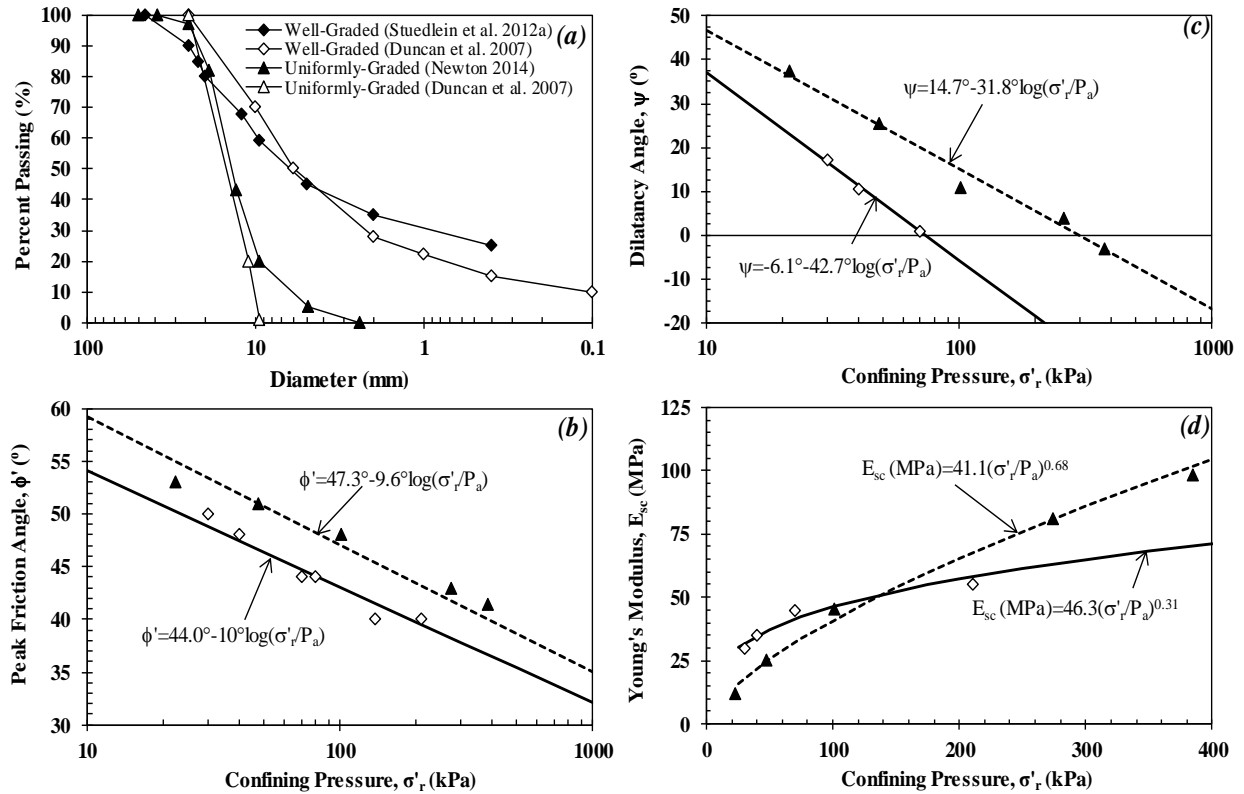 100
90
80
70
60
50
40
30
20
10
0
Percent Passing (%)
Well-Graded (Stuedlein et al. 2012a)
Well-Graded (Duncan et al. 2007)
Uniformly-Graded (Newton 2014)
Uniformly-Graded (Duncan et al. 2007)
(a)
100
10
1
0.1
Diameter (mm)
50
40
30
20
10
0
-10
-20
Dilatancy Angle, ψ (º)
(c)
ψ=14.7°-31.8°log(σ'r/Pa)
ψ=-6.1°-42.7°log(σ'r/Pa)
10
100
1000
Confining Pressure, σ'r (kPa)
60
55
50
45
40
35
30
Peak Friction Angle, ϕ' (º)
(b)
ϕ'=47.3°-9.6°log(σ'r/Pa)
ϕ'=44.0°-10°log(σ'r/Pa)
10
100
1000
Confining Pressure, σ'r (kPa)
125
100
75
50
25
0
Young's Modulus, Esc (MPa)
(d)
Esc (MPa)=41.1(σ'r/Pa)0.68
Esc (MPa)=46.3(σ'r/Pa)0.31
0
100
200
300
400
Confining Pressure, σ'r (kPa)